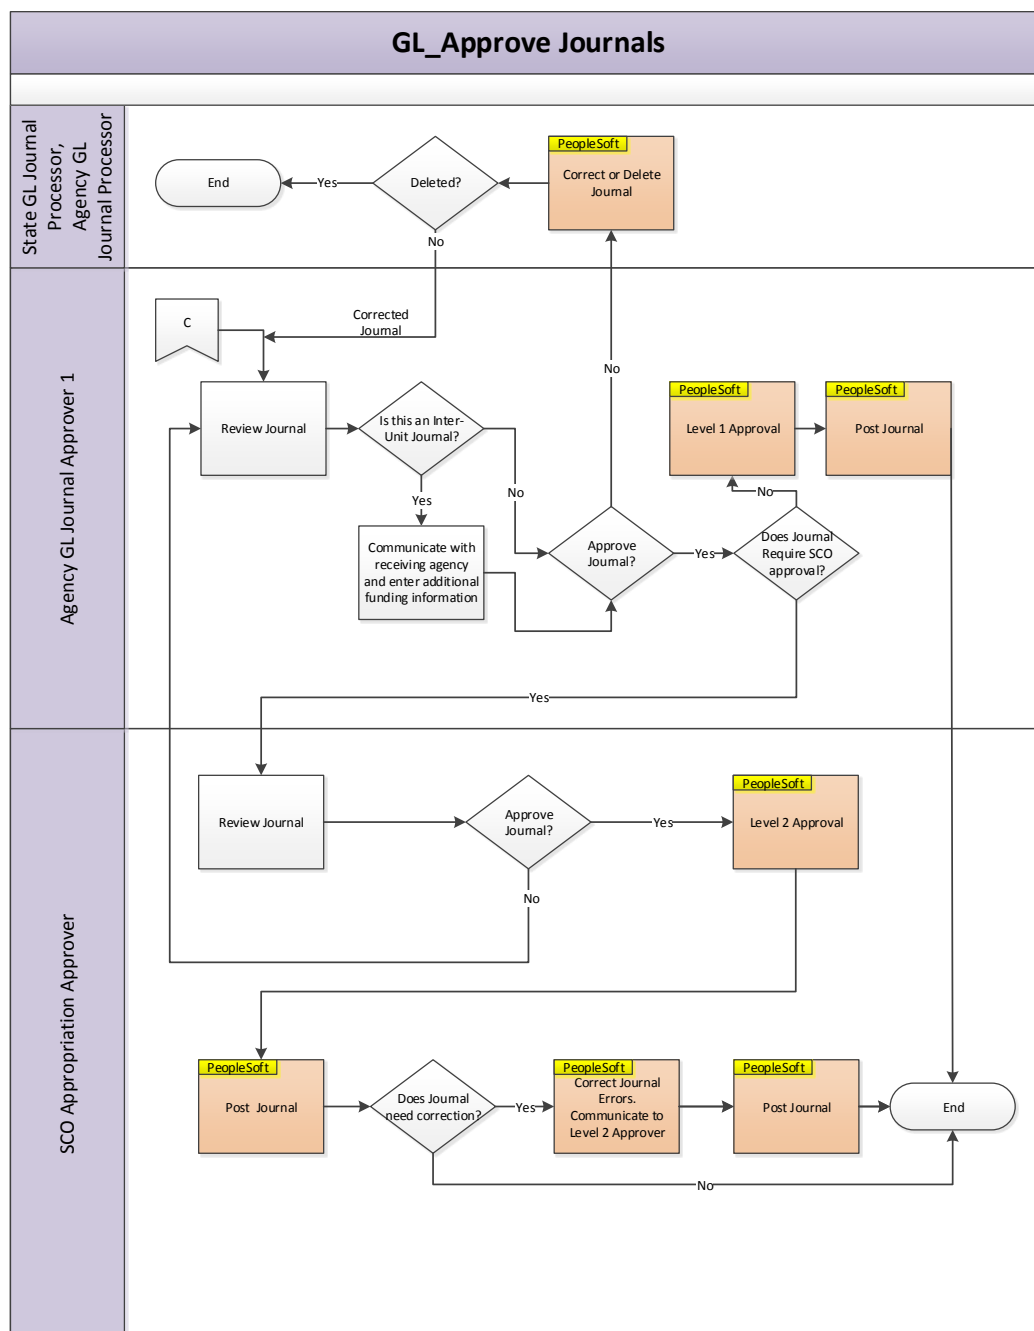 GL_Approve Journals
State GL Journal
Processor,
Agency GL
Journal Processor
End
Yes
Deleted?
PeopleSoft
Correct or Delete
Journal
No
Agency GL Journal Approver 1
C
Corrected
Journal
No
Review Journal
Is this an Inter-
Unit Journal?
No
Yes
Communicate with
receiving agency
and enter additional
funding information
Approve
Journal?
Yes
Does Journal
Require SCO
approval?
No
PeopleSoft
Level 1 Approval
PeopleSoft
Post Journal
Yes
SCO Appropriation Approver
Review Journal
Approve
Journal?
Yes
No
PeopleSoft
Level 2 Approval
PeopleSoft
Post Journal
Does Journal
need correction?
Yes
PeopleSoft
Correct Journal
Errors.
Communicate to
Level 2 Approver
PeopleSoft
Post Journal
End
No